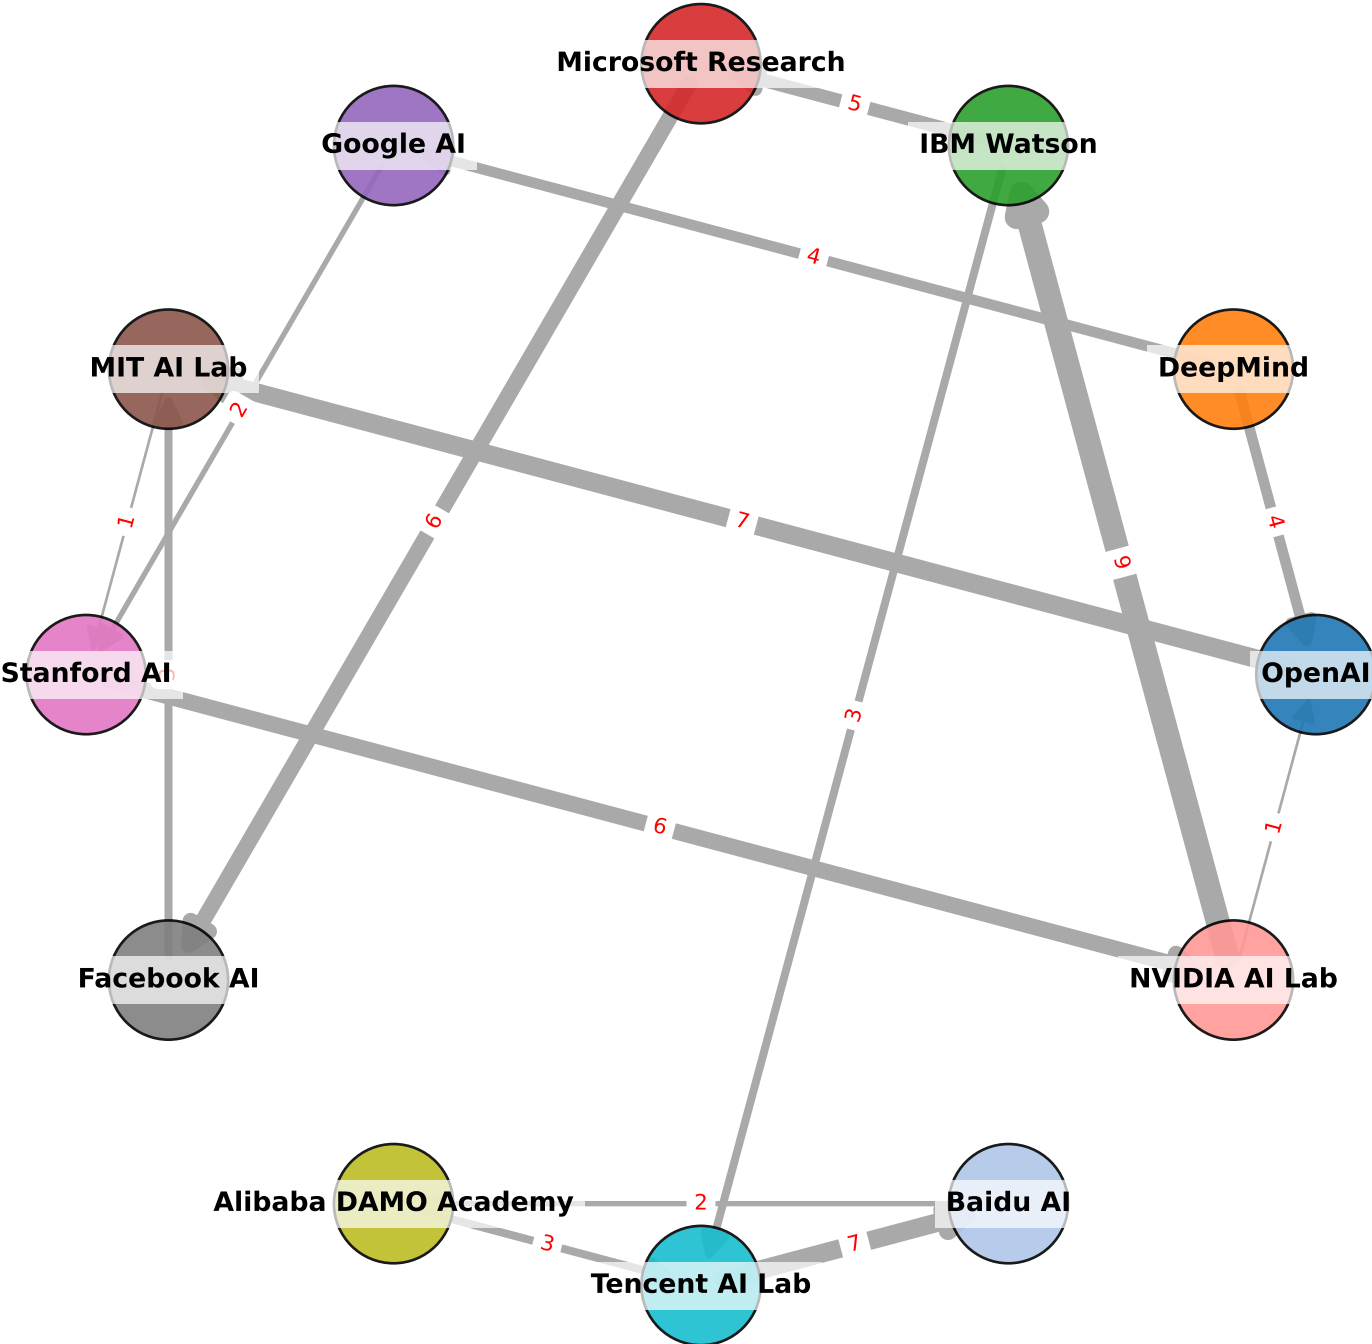 Microsoft Research
5
Google AI
IBM Watson
4
MIT AI Lab
DeepMind
2
1
6
7
4
9
Stanford AI
OpenAI
3
6
1
Facebook AI
NVIDIA AI Lab
Alibaba DAMO Academy
2
Baidu AI
3
7
Tencent AI Lab